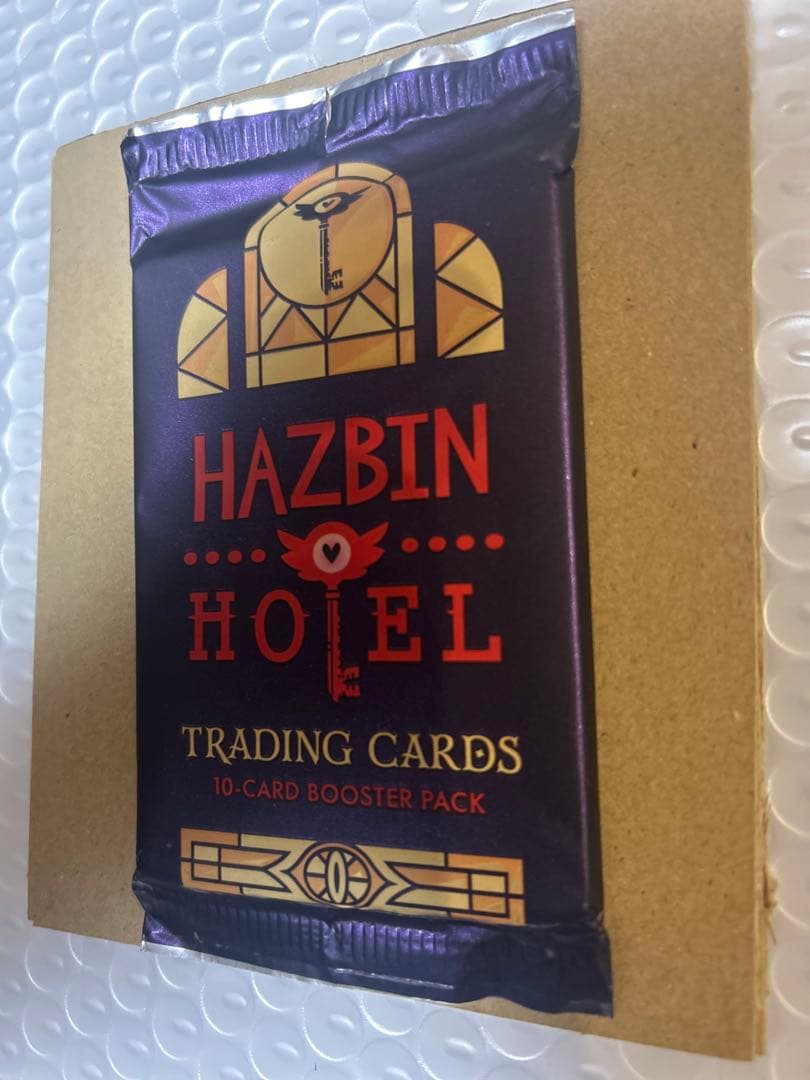 HAZBIN
HOTEL
TRADING CARDS
10-CARD BOOSTER PACK